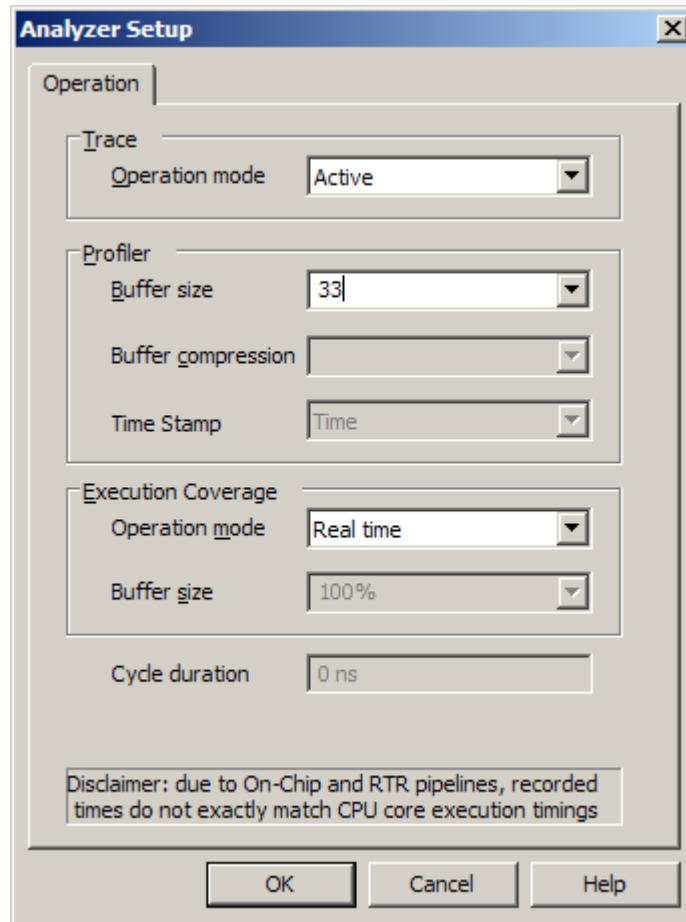 Analyzer Setup
Operation
Trace
Operation mode
Active
Profiler
Buffer size
33
Buffer compression
Time Stamp
Time
Execution Coverage
Operation mode
Real time
Buffer size
100%
Cycle duration
0 ns
Disclaimer: due to On-Chip and RTR pipelines, recorded
times do not exactly match CPU core execution timings
OK
Cancel
Help